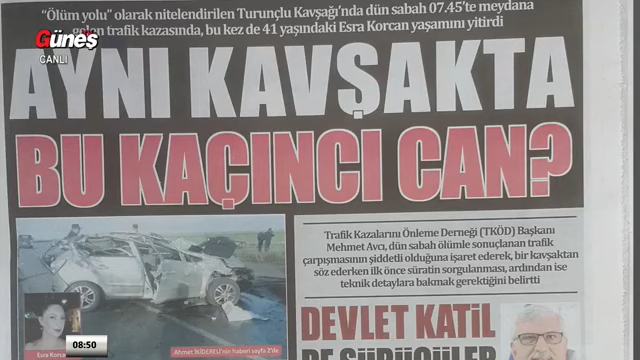 “Ölüm yolu” olarak nitelendirilen Turunçlu Kavşağı’nda dün sabah 07.45’te meydana
gelen trafik kazasında, bu kez de 41 yaşındaki Esra Korcan yaşamını yitirdi
Güneş
CANLI
AYNI KAVŞAKTA
BU KAÇINCI CAN?
Trafik Kazalarını Önleme Derneği (TKÖD) Başkanı
Mehmet Avcı, dün sabah ölümle sonuçlanan trafik
çarpışmasının şiddetli olduğuna işaret ederek, bir kavşaktan
söz ederken ilk önce süratin sorgulanması, ardından ise
teknik detaylara bakmak gerektiğini belirtti
DEVLET KATİL
DE SÜRÜCÜLER
Esra Korcan
Ahmet İKİDERELİ'nin haberi sayfa 2'de
08:50